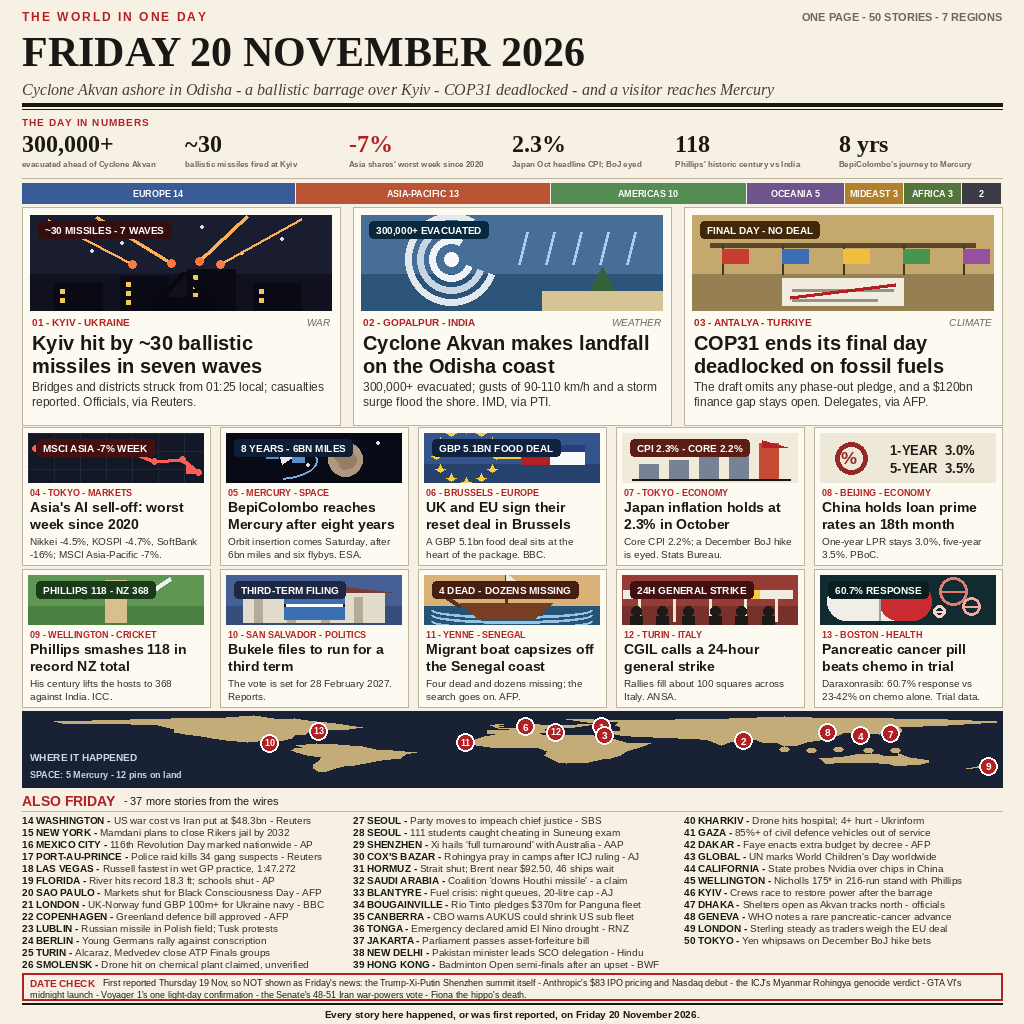 THE WORLD IN ONE DAY
ONE PAGE - 50 STORIES - 7 REGIONS
FRIDAY 20 NOVEMBER 2026
Cyclone Akvan ashore in Odisha - a ballistic barrage over Kyiv - COP31 deadlocked - and a visitor reaches Mercury
THE DAY IN NUMBERS
300,000+
evacuated ahead of Cyclone Akvan
~30
ballistic missiles fired at Kyiv
-7%
Asia shares' worst week since 2020
2.3%
Japan Oct headline CPI; BoJ eyed
118
Phillips' historic century vs India
8 yrs
BepiColombo's journey to Mercury
EUROPE 14
ASIA-PACIFIC 13
AMERICAS 10
OCEANIA 5
MIDEAST 3
AFRICA 3
2
~30 MISSILES - 7 WAVES
01 - KYIV - UKRAINE
WAR
Kyiv hit by ~30 ballistic
missiles in seven waves
Bridges and districts struck from 01:25 local; casualties
reported. Officials, via Reuters.
300,000+ EVACUATED
02 - GOPALPUR - INDIA
WEATHER
Cyclone Akvan makes landfall
on the Odisha coast
300,000+ evacuated; gusts of 90-110 km/h and a storm
surge flood the shore. IMD, via PTI.
FINAL DAY - NO DEAL
03 - ANTALYA - TURKIYE
CLIMATE
COP31 ends its final day
deadlocked on fossil fuels
The draft omits any phase-out pledge, and a $120bn
finance gap stays open. Delegates, via AFP.
MSCI ASIA -7% WEEK
04 - TOKYO - MARKETS
Asia's AI sell-off: worst
week since 2020
Nikkei -4.5%, KOSPI -4.7%, SoftBank
-16%; MSCI Asia-Pacific -7%.
8 YEARS - 6BN MILES
05 - MERCURY - SPACE
BepiColombo reaches
Mercury after eight years
Orbit insertion comes Saturday, after
6bn miles and six flybys. ESA.
GBP 5.1BN FOOD DEAL
06 - BRUSSELS - EUROPE
UK and EU sign their
reset deal in Brussels
A GBP 5.1bn food deal sits at the
heart of the package. BBC.
CPI 2.3% - CORE 2.2%
07 - TOKYO - ECONOMY
Japan inflation holds at
2.3% in October
Core CPI 2.2%; a December BoJ hike
is eyed. Stats Bureau.
%
1-YEAR 3.0%
5-YEAR 3.5%
08 - BEIJING - ECONOMY
China holds loan prime
rates an 18th month
One-year LPR stays 3.0%, five-year
3.5%. PBoC.
PHILLIPS 118 - NZ 368
09 - WELLINGTON - CRICKET
Phillips smashes 118 in
record NZ total
His century lifts the hosts to 368
against India. ICC.
THIRD-TERM FILING
10 - SAN SALVADOR - POLITICS
Bukele files to run for a
third term
The vote is set for 28 February 2027.
Reports.
4 DEAD - DOZENS MISSING
11 - YENNE - SENEGAL
Migrant boat capsizes off
the Senegal coast
Four dead and dozens missing; the
search goes on. AFP.
24H GENERAL STRIKE
12 - TURIN - ITALY
CGIL calls a 24-hour
general strike
Rallies fill about 100 squares across
Italy. ANSA.
60.7% RESPONSE
13 - BOSTON - HEALTH
Pancreatic cancer pill
beats chemo in trial
Daraxonrasib: 60.7% response vs
23-42% on chemo alone. Trial data.
10
13
11
6
12
1
3
2
8
4
7
9
WHERE IT HAPPENED
SPACE: 5 Mercury - 12 pins on land
ALSO FRIDAY - 37 more stories from the wires
14 WASHINGTON - US war cost vs Iran put at $48.3bn - Reuters
15 NEW YORK - Mamdani plans to close Rikers jail by 2032
16 MEXICO CITY - 116th Revolution Day marked nationwide - AP
17 PORT-AU-PRINCE - Police raid kills 34 gang suspects - Reuters
18 LAS VEGAS - Russell fastest in wet GP practice, 1:47.272
19 FLORIDA - River hits record 18.3 ft; schools shut - AP
20 SAO PAULO - Markets shut for Black Consciousness Day - AFP
21 LONDON - UK-Norway fund GBP 100m+ for Ukraine navy - BBC
22 COPENHAGEN - Greenland defence bill approved - AFP
23 LUBLIN - Russian missile in Polish field; Tusk protests
24 BERLIN - Young Germans rally against conscription
25 TURIN - Alcaraz, Medvedev close ATP Finals groups
26 SMOLENSK - Drone hit on chemical plant claimed, unverified
27 SEOUL - Party moves to impeach chief justice - SBS
28 SEOUL - 111 students caught cheating in Suneung exam
29 SHENZHEN - Xi hails 'full turnaround' with Australia - AAP
30 COX'S BAZAR - Rohingya pray in camps after ICJ ruling - AJ
31 HORMUZ - Strait shut; Brent near $92.50, 46 ships wait
32 SAUDI ARABIA - Coalition 'downs Houthi missile' - a claim
33 BLANTYRE - Fuel crisis: night queues, 20-litre cap - AJ
34 BOUGAINVILLE - Rio Tinto pledges $370m for Panguna fleet
35 CANBERRA - CBO warns AUKUS could shrink US sub fleet
36 TONGA - Emergency declared amid El Nino drought - RNZ
37 JAKARTA - Parliament passes asset-forfeiture bill
38 NEW DELHI - Pakistan minister leads SCO delegation - Hindu
39 HONG KONG - Badminton Open semi-finals after an upset - BWF
40 KHARKIV - Drone hits hospital; 4+ hurt - Ukrinform
41 GAZA - 85%+ of civil defence vehicles out of service
42 DAKAR - Faye enacts extra budget by decree - AFP
43 GLOBAL - UN marks World Children's Day worldwide
44 CALIFORNIA - State probes Nvidia over chips in China
45 WELLINGTON - Nicholls 175* in 216-run stand with Phillips
46 KYIV - Crews race to restore power after the barrage
47 DHAKA - Shelters open as Akvan tracks north - officials
48 GENEVA - WHO notes a rare pancreatic-cancer advance
49 LONDON - Sterling steady as traders weigh the EU deal
50 TOKYO - Yen whipsaws on December BoJ hike bets
DATE CHECK First reported Thursday 19 Nov, so NOT shown as Friday's news: the Trump-Xi-Putin Shenzhen summit itself - Anthropic's $83 IPO pricing and Nasdaq debut - the ICJ's Myanmar Rohingya genocide verdict - GTA VI's
midnight launch - Voyager 1's one light-day confirmation - the Senate's 48-51 Iran war-powers vote - Fiona the hippo's death.
Every story here happened, or was first reported, on Friday 20 November 2026.